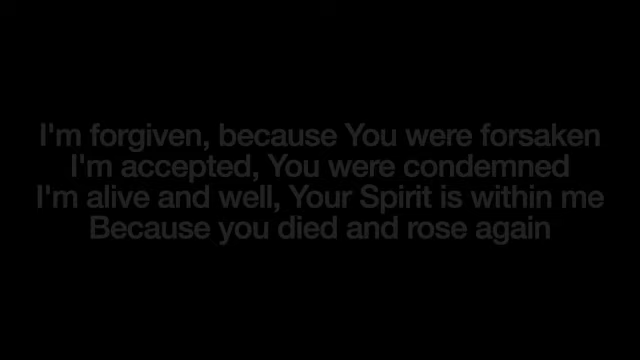 I'm forgiven, because You were forsaken
I'm accepted, You were condemned
I'm alive and well, Your Spirit is within me
Because you died and rose again